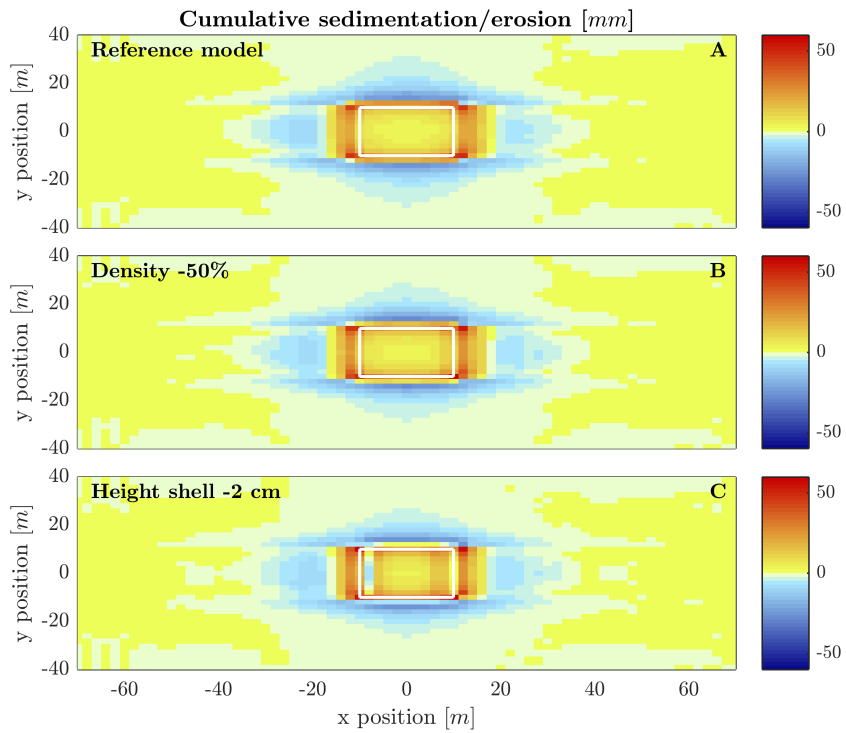 Cumulative sedimentation/erosion [mm]
Reference model
A
y position [m]
40
20
0
-20
-40
50
0
-50
Density -50%
B
y position [m]
40
20
0
-20
-40
50
0
-50
Height shell -2 cm
C
y position [m]
40
20
0
-20
-40
50
0
-50
-60 -40 -20 0 20 40 60
x position [m]